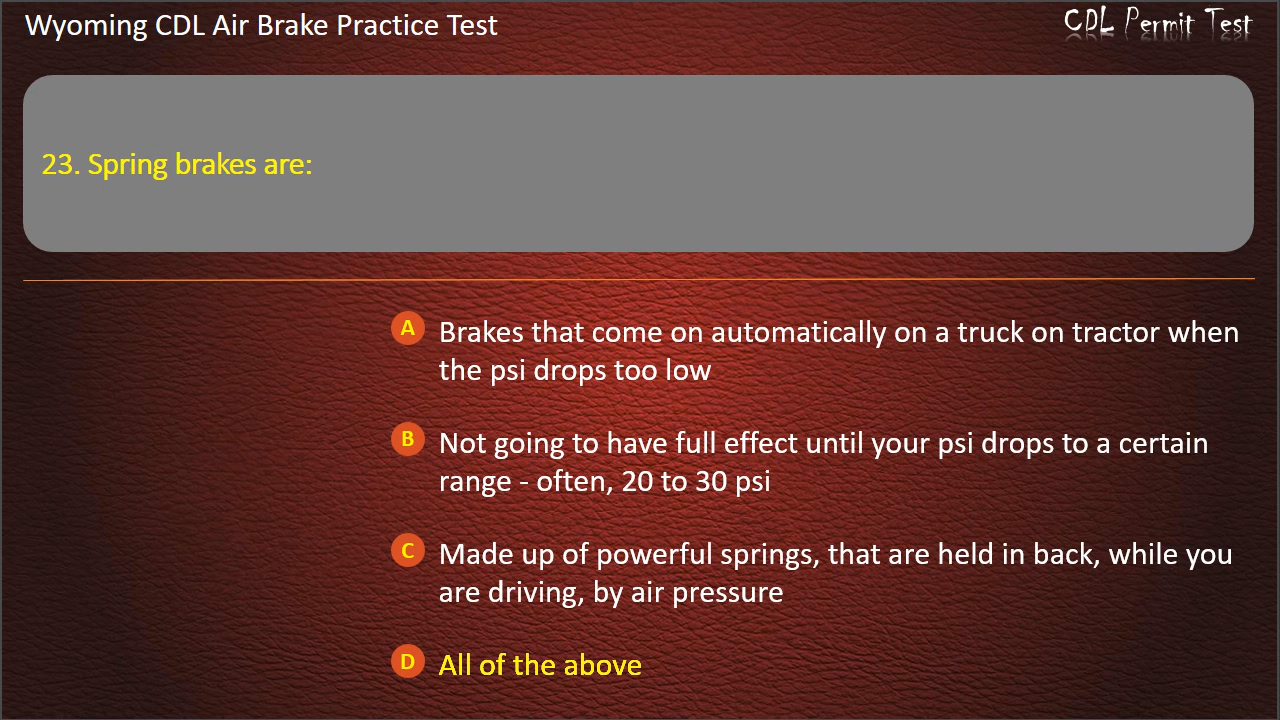 Wyoming CDL Air Brake Practice Test
CDL Permit Test
23. Spring brakes are:
A Brakes that come on automatically on a truck on tractor when
the psi drops too low
B Not going to have full effect until your psi drops to a certain
range - often, 20 to 30 psi
C Made up of powerful springs, that are held in back, while you
are driving, by air pressure
D All of the above